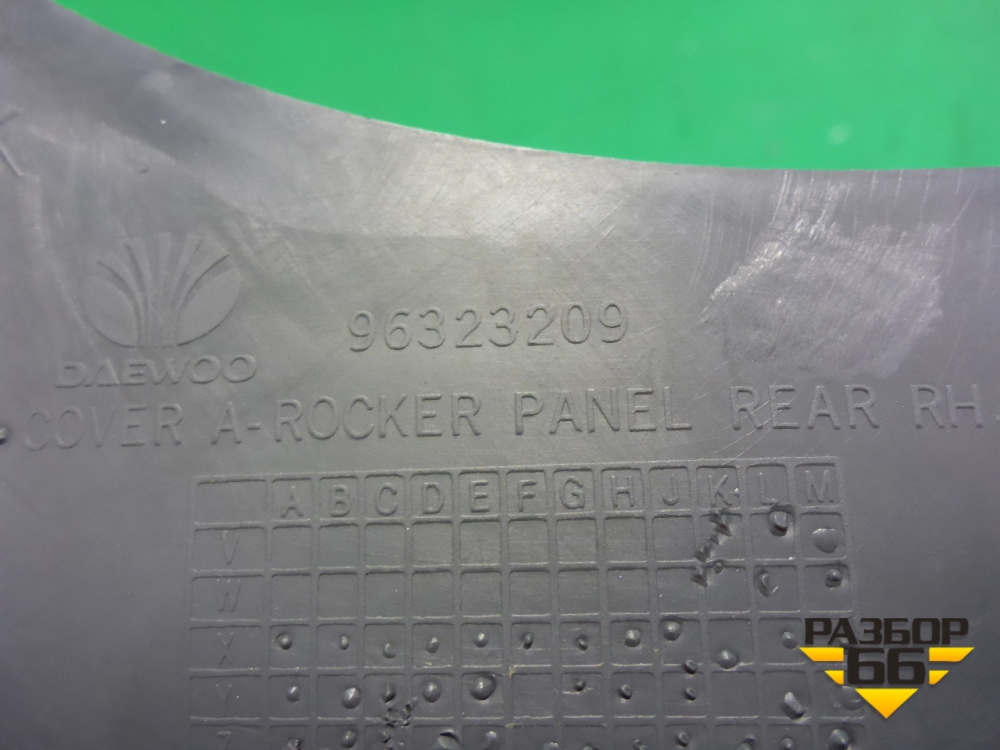 96323209
DAEWOO
COVER A-ROCKER PANEL REAR RH.
A B C D E F G H J K L M
V
W
X
Y
Z
РАЗБОР
66